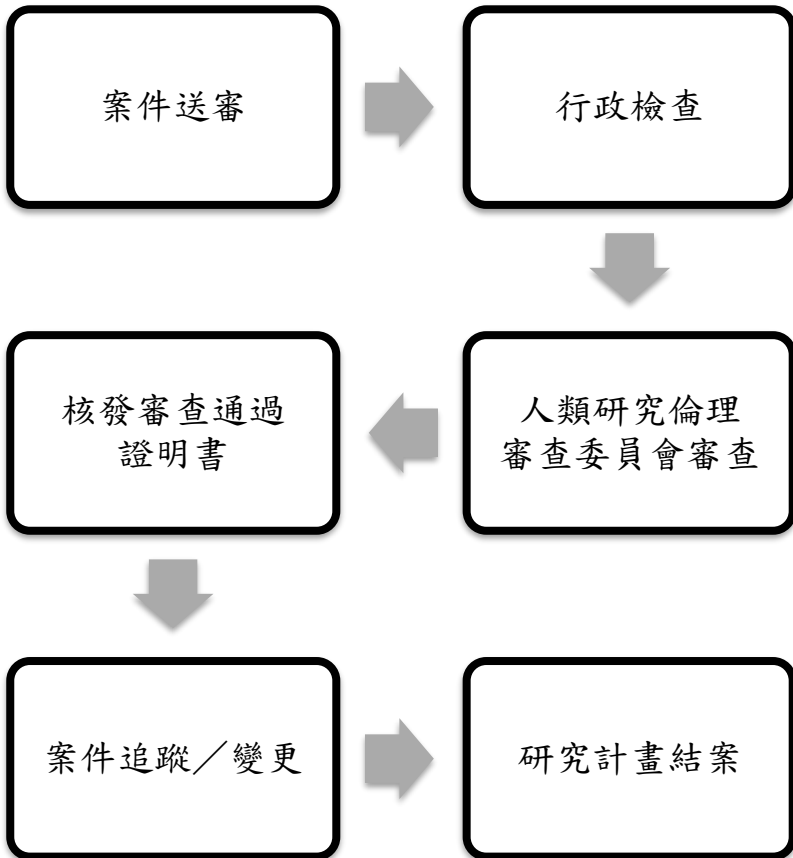 案件送審
行政檢查
人類研究倫理
審查委員會審查
核發審查通過
證明書
案件追蹤／變更
研究計畫結案